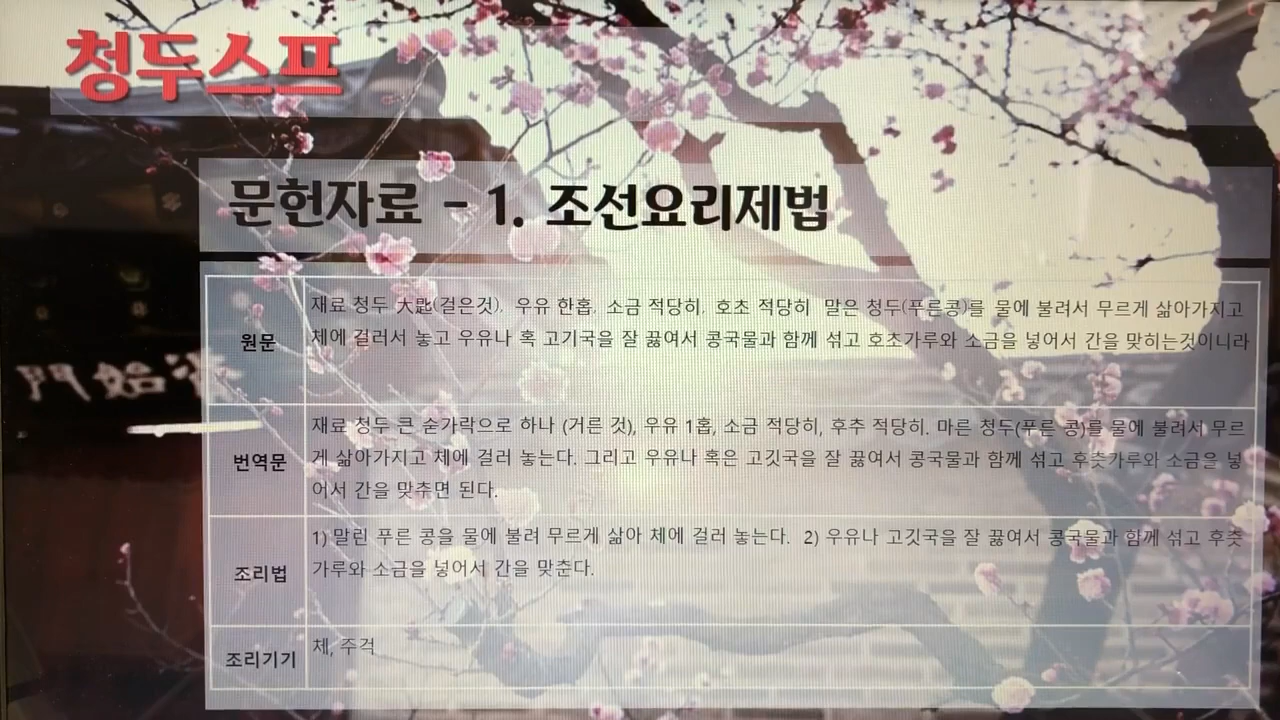 청두스프
문헌자료 - 1. 조선요리제법
원문
재료 청두 大匙(걸은것), 우유 한홉, 소금 적당히, 호초 적당히 말은 청두(푸른콩)를 물에 불려서 무르게 삶아가지고
체에 걸러서 놓고 우유나 혹 고기국을 잘 끓여서 콩국물과 함께 섞고 호초가루와 소금을 넣어서 간을 맞히는것이니라
번역문
재료 청두 큰 숟가락으로 하나 (거른 것), 우유 1홉, 소금 적당히, 후추 적당히. 마른 청두(푸른 콩)를 물에 불려서 무르
게 삶아가지고 체에 걸러 놓는다. 그리고 우유나 혹은 고깃국을 잘 끓여서 콩국물과 함께 섞고 후춧가루와 소금을 넣
어서 간을 맞추면 된다.
조리법
1) 말린 푸른 콩을 물에 불려 무르게 삶아 체에 걸러 놓는다. 2) 우유나 고깃국을 잘 끓여서 콩국물과 함께 섞고 후춧
가루와 소금을 넣어서 간을 맞춘다.
조리기기
체, 주걱
門始